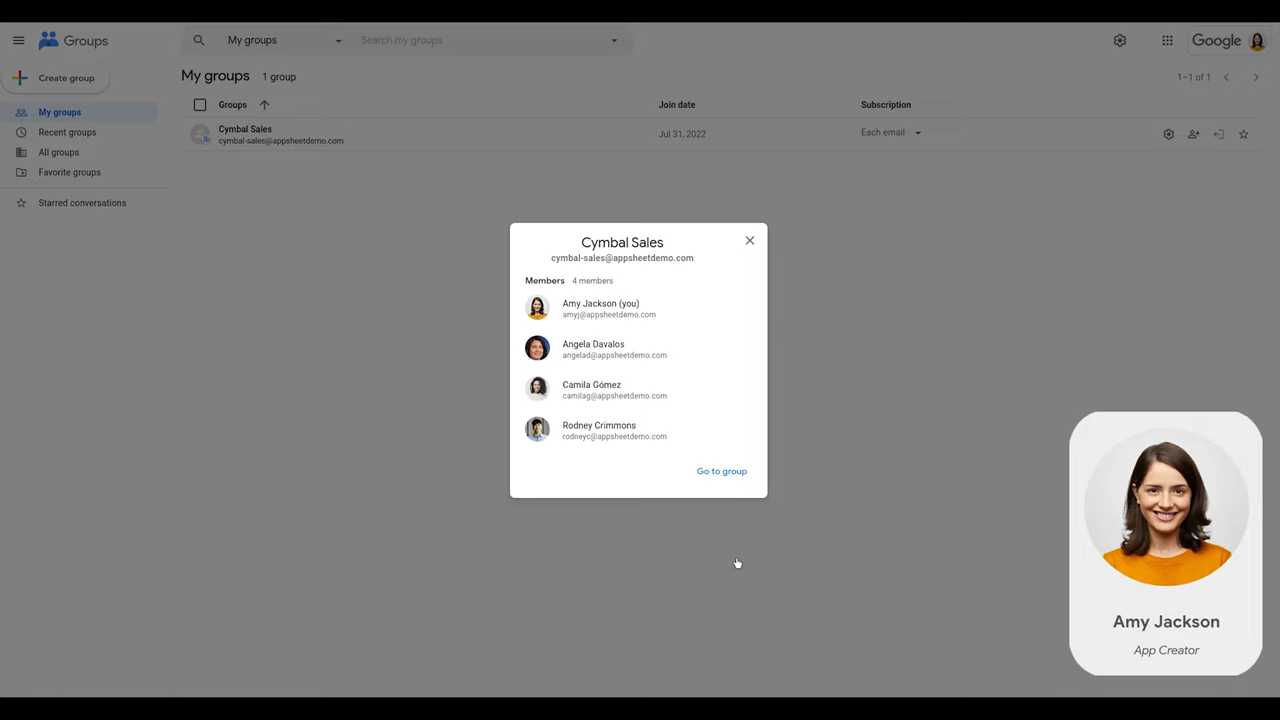 Groups
My groups
Search my groups
Google
Create group
My groups 1 group
1–1 of 1
My groups
Recent groups
All groups
Favorite groups
Starred conversations
Groups
Join date
Subscription
Cymbal Sales
cymbal-sales@appsheetdemo.com
Jul 31, 2022
Each email
Cymbal Sales
cymbal-sales@appsheetdemo.com
Members 4 members
Amy Jackson (you)
amyj@appsheetdemo.com
Angela Davalos
angelad@appsheetdemo.com
Camila Gómez
camilag@appsheetdemo.com
Rodney Crimmons
rodneyc@appsheetdemo.com
Go to group
Amy Jackson
App Creator